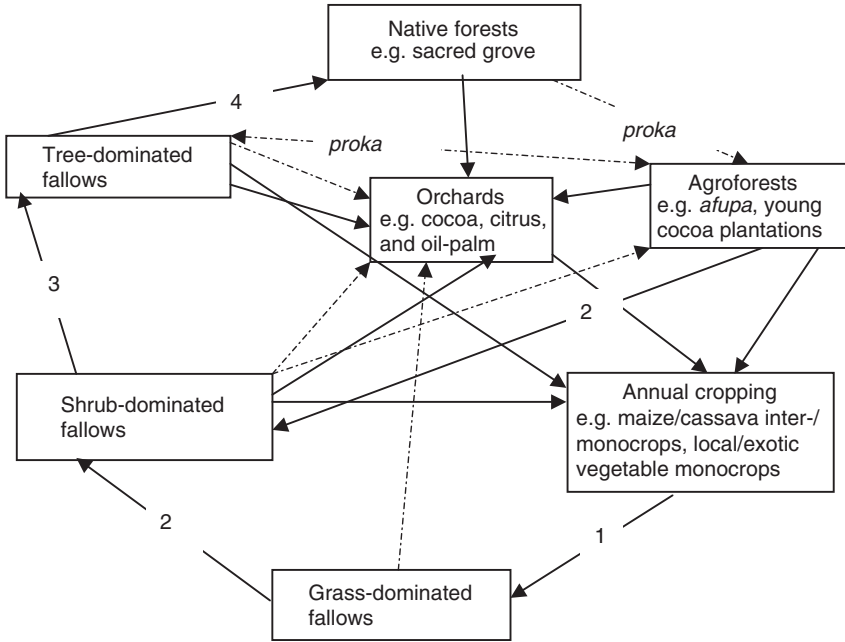 Native forests
e.g. sacred grove
4
proka
proka
Tree-dominated
fallows
Orchards
e.g. cocoa, citrus,
and oil-palm
Agroforests
e.g. afupa, young
cocoa plantations
3
2
Shrub-dominated
fallows
Annual cropping
e.g. maize/cassava inter-/
monocrops, local/exotic
vegetable monocrops
2
1
Grass-dominated
fallows